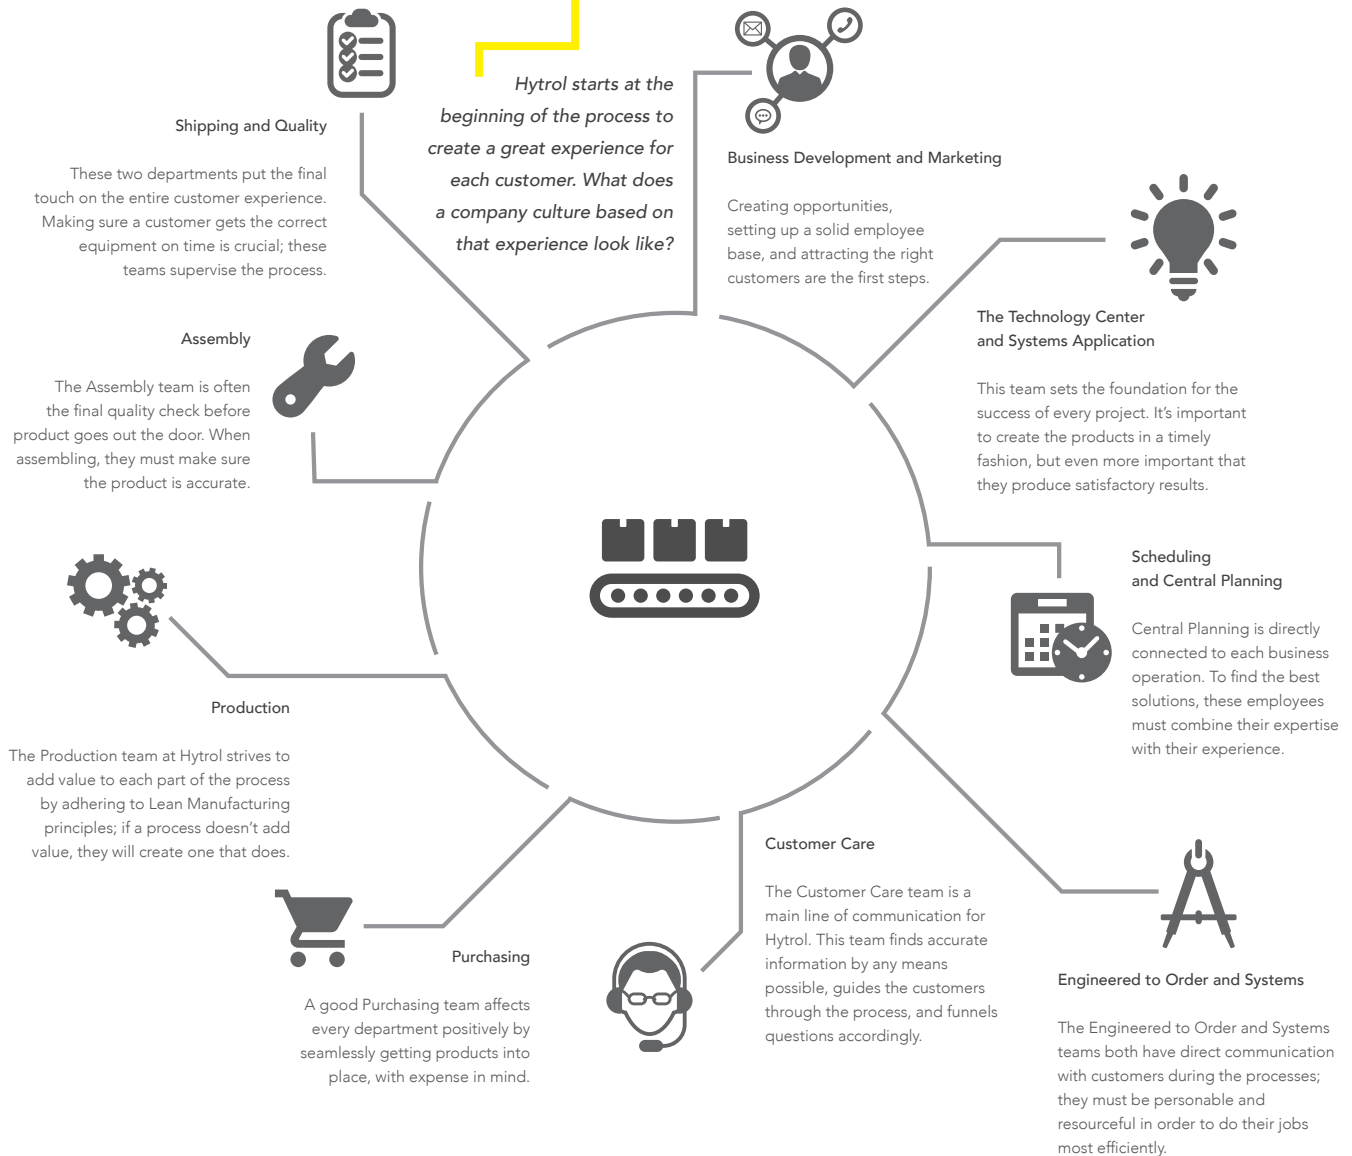 Hytrol starts at the
beginning of the process to
create a great experience for
each customer. What does
a company culture based on
that experience look like?
Business Development and Marketing
Creating opportunities,
setting up a solid employee
base, and attracting the right
customers are the first steps.
The Technology Center
and Systems Application
This team sets the foundation for the
success of every project. It's important
to create the products in a timely
fashion, but even more important that
they produce satisfactory results.
Scheduling
and Central Planning
Central Planning is directly
connected to each business
operation. To find the best
solutions, these employees
must combine their expertise
with their experience.
Engineered to Order and Systems
The Engineered to Order and Systems
teams both have direct communication
with customers during the processes;
they must be personable and
resourceful in order to do their jobs
most efficiently.
Customer Care
The Customer Care team is a
main line of communication for
Hytrol. This team finds accurate
information by any means
possible, guides the customers
through the process, and funnels
questions accordingly.
Purchasing
A good Purchasing team affects
every department positively by
seamlessly getting products into
place, with expense in mind.
Production
The Production team at Hytrol strives to
add value to each part of the process
by adhering to Lean Manufacturing
principles; if a process doesn't add
value, they will create one that does.
Assembly
The Assembly team is often
the final quality check before
product goes out the door. When
assembling, they must make sure
the product is accurate.
Shipping and Quality
These two departments put the final
touch on the entire customer experience.
Making sure a customer gets the correct
equipment on time is crucial; these
teams supervise the process.